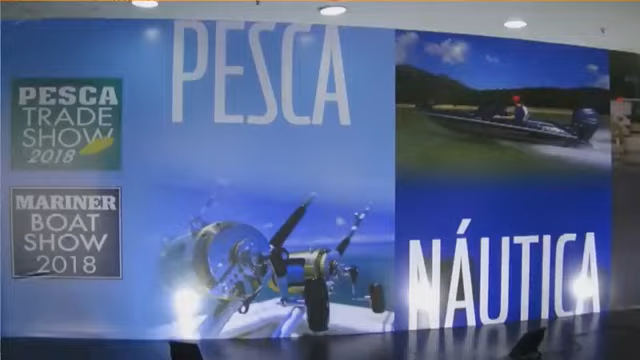 PESCA
PESCA
TRADE
SHOW
2018
MARINER
BOAT
SHOW
2018
NÁUTICA